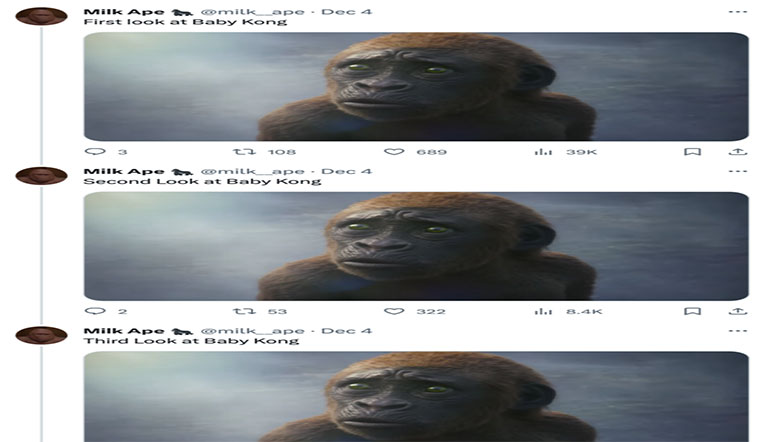 Milk Ape 🦍 @milk__ape · Dec 4
First look at Baby Kong
3 108 689 39K
Milk Ape 🦍 @milk__ape · Dec 4
Second Look at Baby Kong
2 53 322 8.4K
Milk Ape 🦍 @milk__ape · Dec 4
Third Look at Baby Kong